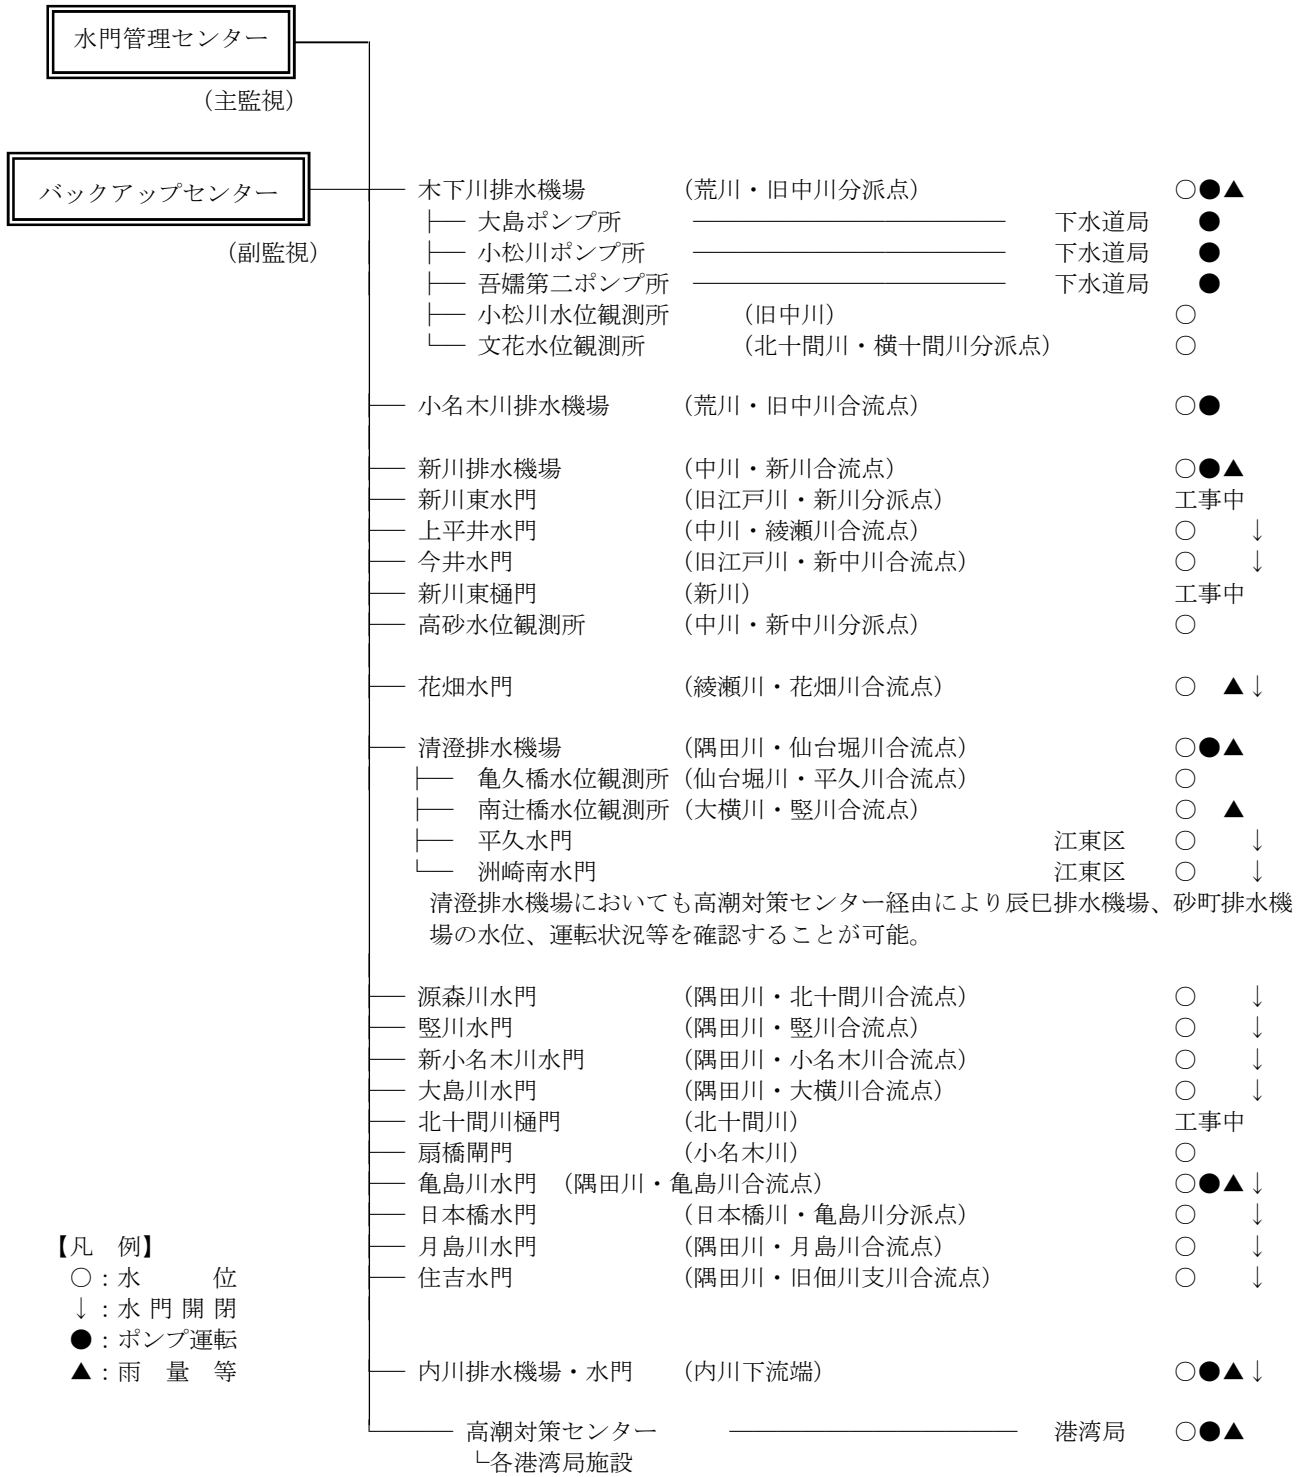 水門管理センター
（主監視）
バックアップセンター
（副監視）
木下川排水機場 （荒川・旧中川分派点） ○●▲
大島ポンプ所 下水道局 ●
小松川ポンプ所 下水道局 ●
吾嬬第二ポンプ所 下水道局 ●
小松川水位観測所 （旧中川） ○
文花水位観測所 （北十間川・横十間川分派点） ○
小名木川排水機場 （荒川・旧中川合流点） ○●
新川排水機場 （中川・新川合流点） ○●▲
新川東水門 （旧江戸川・新川分派点） 工事中
上平井水門 （中川・綾瀬川合流点） ○ ↓
今井水門 （旧江戸川・新中川合流点） ○ ↓
新川東樋門 （新川） 工事中
高砂水位観測所 （中川・新中川分派点） ○
花畑水門 （綾瀬川・花畑川合流点） ○ ▲↓
清澄排水機場 （隅田川・仙台堀川合流点） ○●▲
亀久橋水位観測所 （仙台堀川・平久川合流点） ○
南辻橋水位観測所 （大横川・竪川合流点） ○ ▲
平久水門 江東区 ○ ↓
洲崎南水門 江東区 ○ ↓
清澄排水機場においても高潮対策センター経由により辰巳排水機場、砂町排水機
場の水位、運転状況等を確認することが可能。
源森川水門 （隅田川・北十間川合流点） ○ ↓
竪川水門 （隅田川・竪川合流点） ○ ↓
新小名木川水門 （隅田川・小名木川合流点） ○ ↓
大島川水門 （隅田川・大横川合流点） ○ ↓
北十間川樋門 （北十間川） 工事中
扇橋閘門 （小名木川） ○
亀島川水門 （隅田川・亀島川合流点） ○●▲↓
日本橋水門 （日本橋川・亀島川分派点） ○ ↓
月島川水門 （隅田川・月島川合流点） ○ ↓
住吉水門 （隅田川・旧佃川支川合流点） ○ ↓
内川排水機場・水門 （内川下流端） ○●▲↓
高潮対策センター 港湾局 ○●▲
└各港湾局施設
【凡　例】
○：水　　　位
↓：水 門 開 閉
●：ポンプ運転
▲：雨　量　等